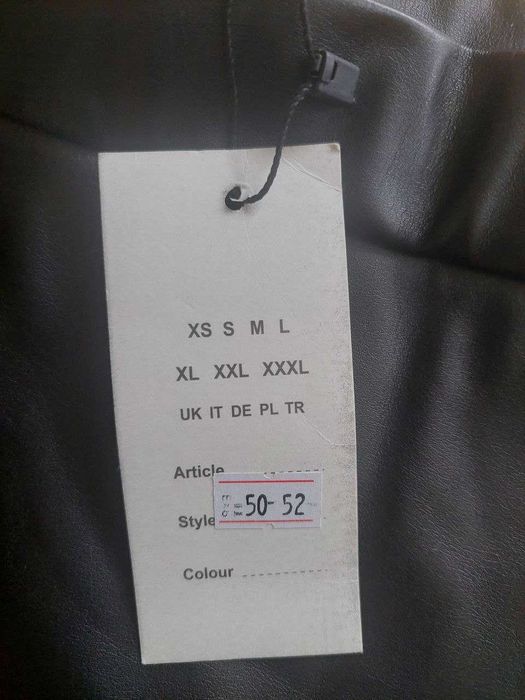 XS S M L
XL XXL XXXL
UK IT DE PL TR
Article
50-52
Style
Colour